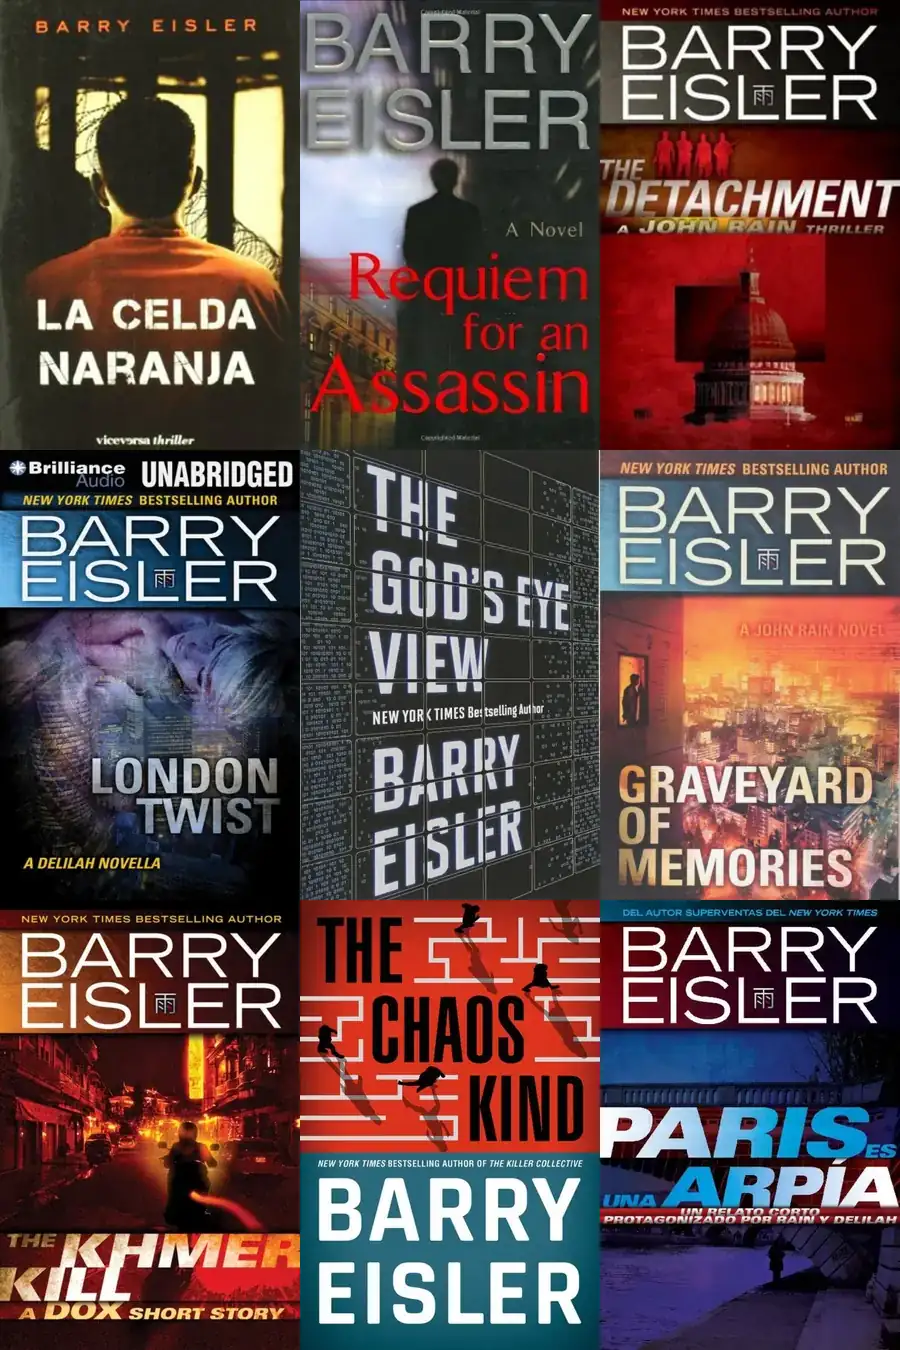 BARRY EISLER
LA CELDA
NARANJA
viceversa thriller
Copyrighted Material
BARRY
EISLER
A Novel
Requiem
for an
Assassin
Copyrighted Material
NEW YORK TIMES BESTSELLING AUTHOR
BARRY
EISLER
雨
THE
DETACHMENT
A JOHN RAIN THRILLER
Brilliance
Audio
UNABRIDGED
NEW YORK TIMES BESTSELLING AUTHOR
BARRY
EISLER
雨
LONDON
TWIST
A DELILAH NOVELLA
THE
GOD'S EYE
VIEW
NEW YORK TIMES Bestselling Author
BARRY
EISLER
NEW YORK TIMES BESTSELLING AUTHOR
BARRY
EISLER
雨
A JOHN RAIN NOVEL
GRAVEYARD
OF
MEMORIES
NEW YORK TIMES BESTSELLING AUTHOR
BARRY
EISLER
雨
THE KHMER
KILL
A DOX SHORT STORY
THE
CHAOS
KIND
NEW YORK TIMES BESTSELLING AUTHOR OF THE KILLER COLLECTIVE
BARRY
EISLER
DEL AUTOR SUPERVENTAS DEL NEW YORK TIMES
BARRY
EISLER
雨
PARIS ES
UNA ARPÍA
UN RELATO CORTO
PROTAGONIZADO POR RAIN Y DELILAH